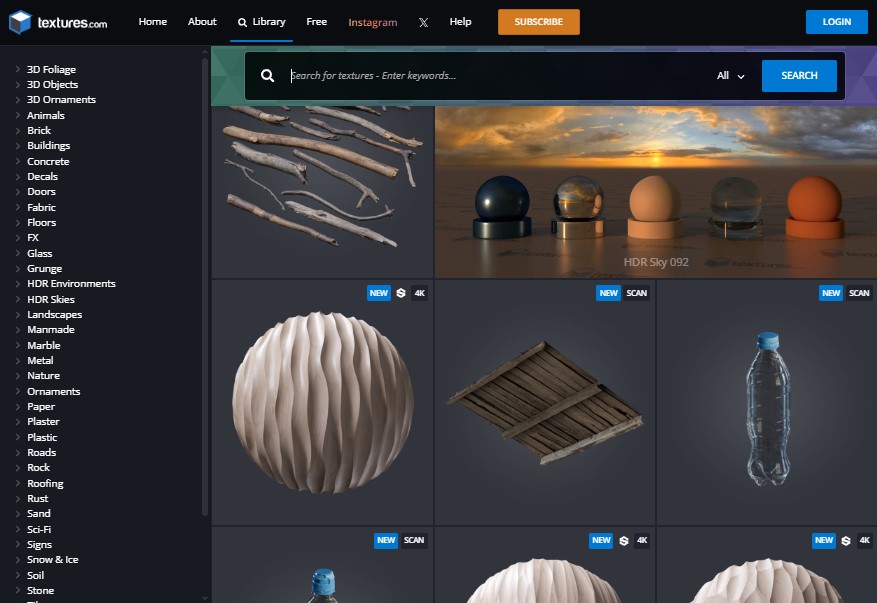 textures.com
Home About Library Free Instagram X Help SUBSCRIBE LOGIN
Search for textures - Enter keywords... All SEARCH
3D Foliage
3D Objects
3D Ornaments
Animals
Brick
Buildings
Concrete
Decals
Doors
Fabric
Floors
FX
Glass
Grunge
HDR Environments
HDR Skies
Landscapes
Manmade
Marble
Metal
Nature
Ornaments
Paper
Plaster
Plastic
Roads
Rock
Roofing
Rust
Sand
Sci-Fi
Signs
Snow & Ice
Soil
Stone
HDR Sky 092
NEW 4K
NEW SCAN
NEW SCAN
NEW SCAN
NEW 4K
NEW 4K